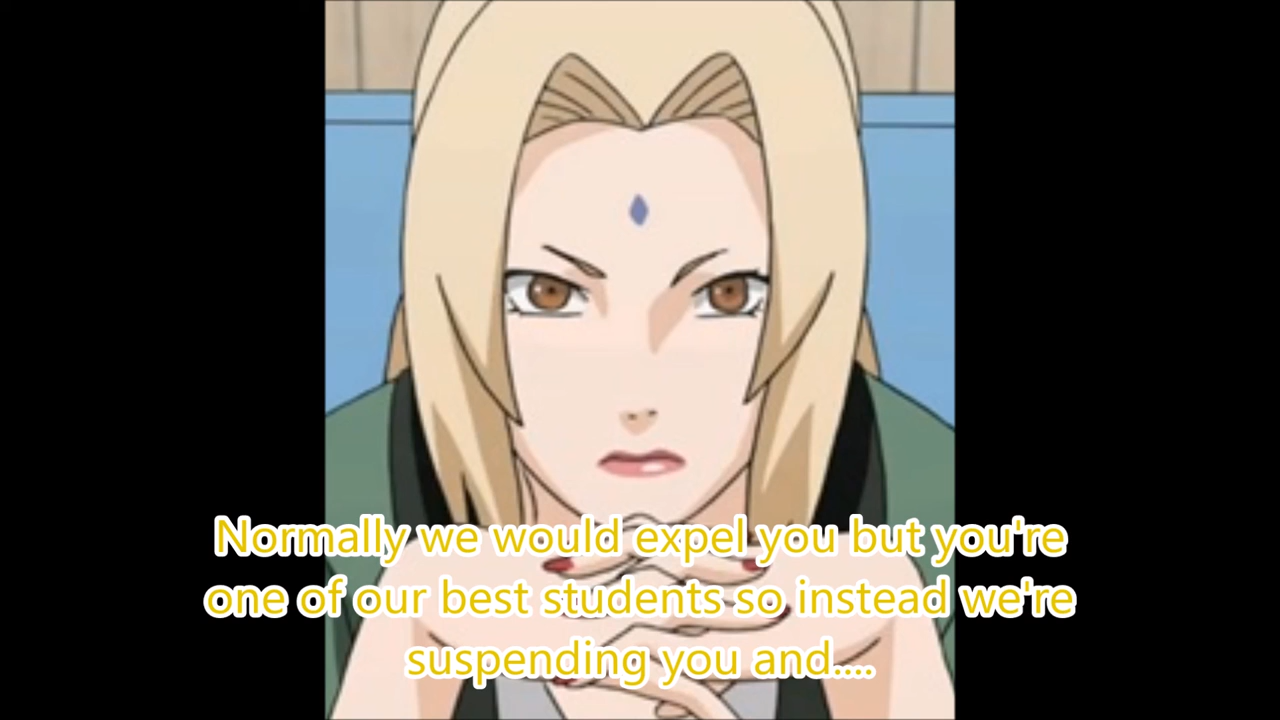 Normally we would expel you but you're
one of our best students so instead we're
suspending you and....